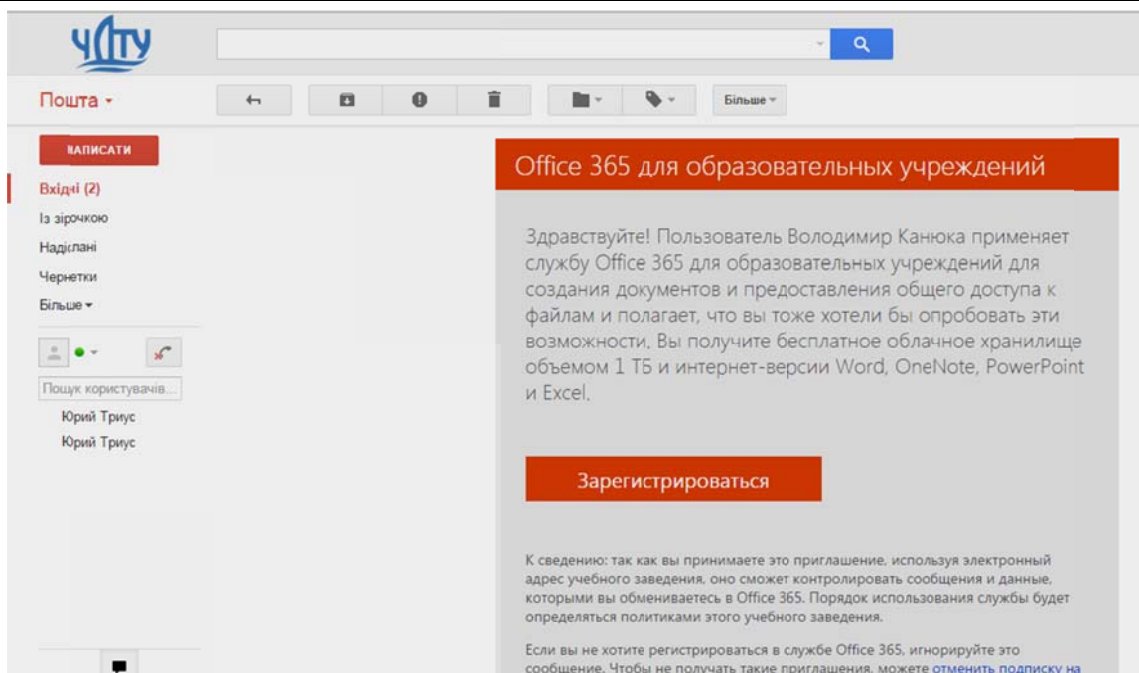 ЧДТУ
Пошта
Більше
НАПИСАТИ
Вхідні (2)
Із зірочкою
Надіслані
Чернетки
Більше
Пошук користувачів...
Юрий Триус
Юрий Триус
Office 365 для образовательных учреждений
Здравствуйте! Пользователь Володимир Канюка применяет
службу Office 365 для образовательных учреждений для
создания документов и предоставления общего доступа к
файлам и полагает, что вы тоже хотели бы опробовать эти
возможности. Вы получите бесплатное облачное хранилище
объемом 1 ТБ и интернет-версии Word, OneNote, PowerPoint
и Excel.
Зарегистрироваться
К сведению: так как вы принимаете это приглашение, используя электронный
адрес учебного заведения, оно сможет контролировать сообщения и данные,
которыми вы обмениваетесь в Office 365. Порядок использования службы будет
определяться политиками этого учебного заведения.
Если вы не хотите регистрироваться в службе Office 365, игнорируйте это
сообщение. Чтобы не получать такие приглашения, можете отменить подписку на